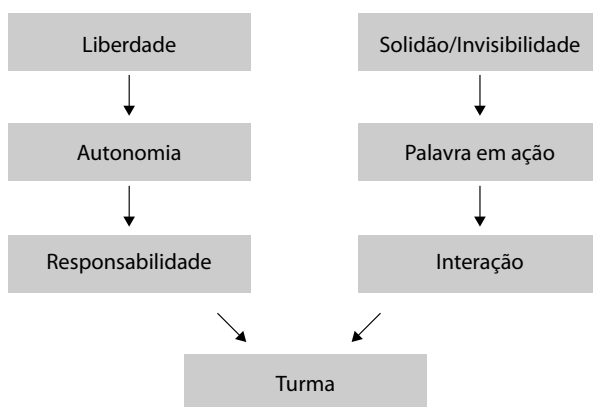 Liberdade
Solidão/Invisibilidade
Autonomia
Palavra em ação
Responsabilidade
Interação
Turma